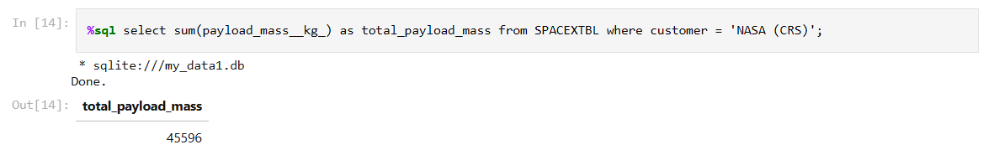 In [14]:
%sql select sum(payload_mass__kg_) as total_payload_mass from SPACEXTBL where customer = 'NASA (CRS)';
* sqlite:///my_data1.db
Done.
Out[14]:
total_payload_mass
45596